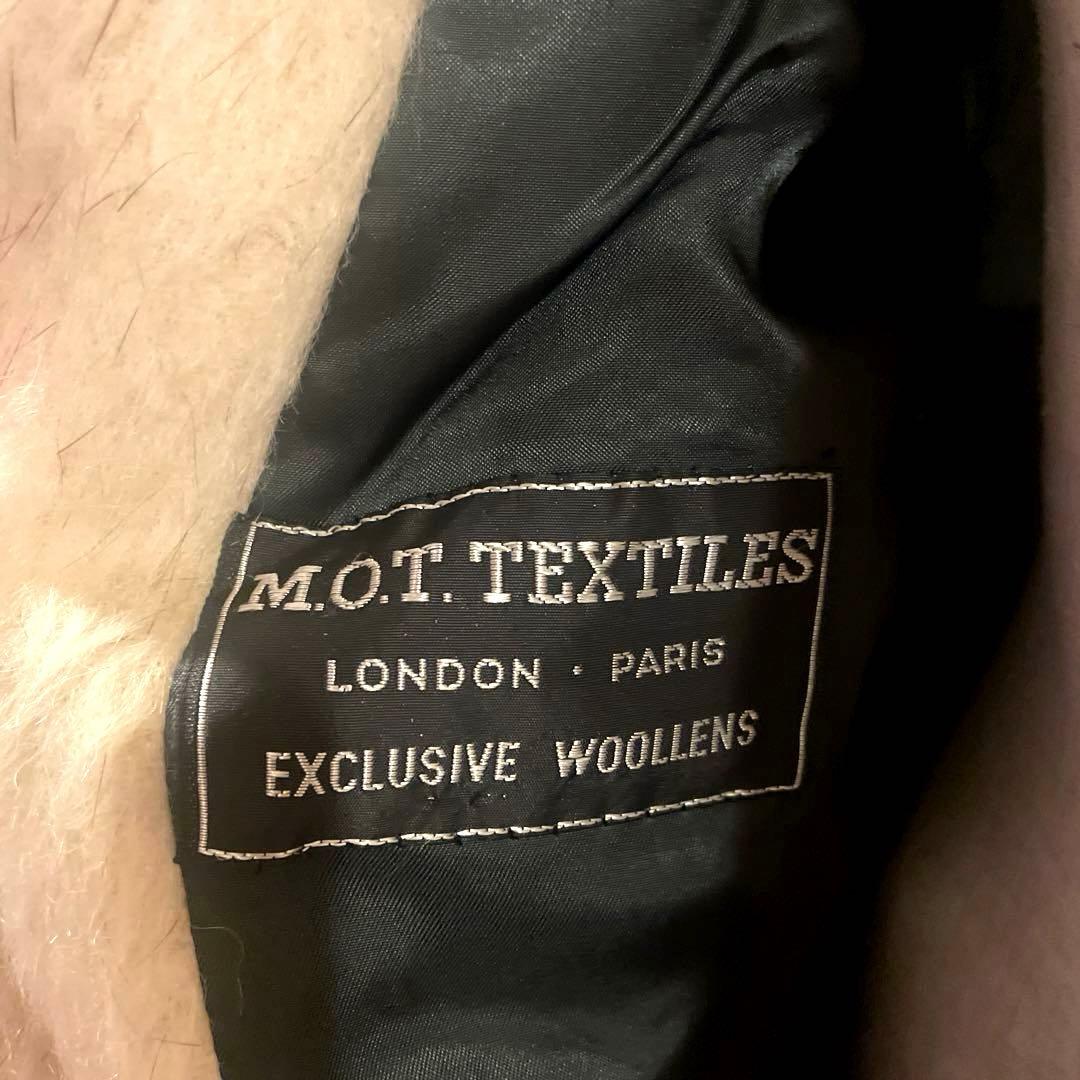 M.O.T. TEXTILES
LONDON · PARIS
EXCLUSIVE WOOLLENS